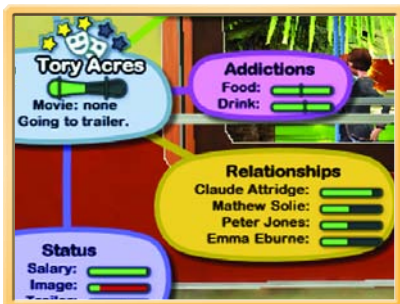 Tory Acres
Movie: none
Going to trailer.
Addictions
Food:
Drink:
Relationships
Claude Attridge:
Mathew Solie:
Peter Jones:
Emma Eburne:
Status
Salary:
Image: